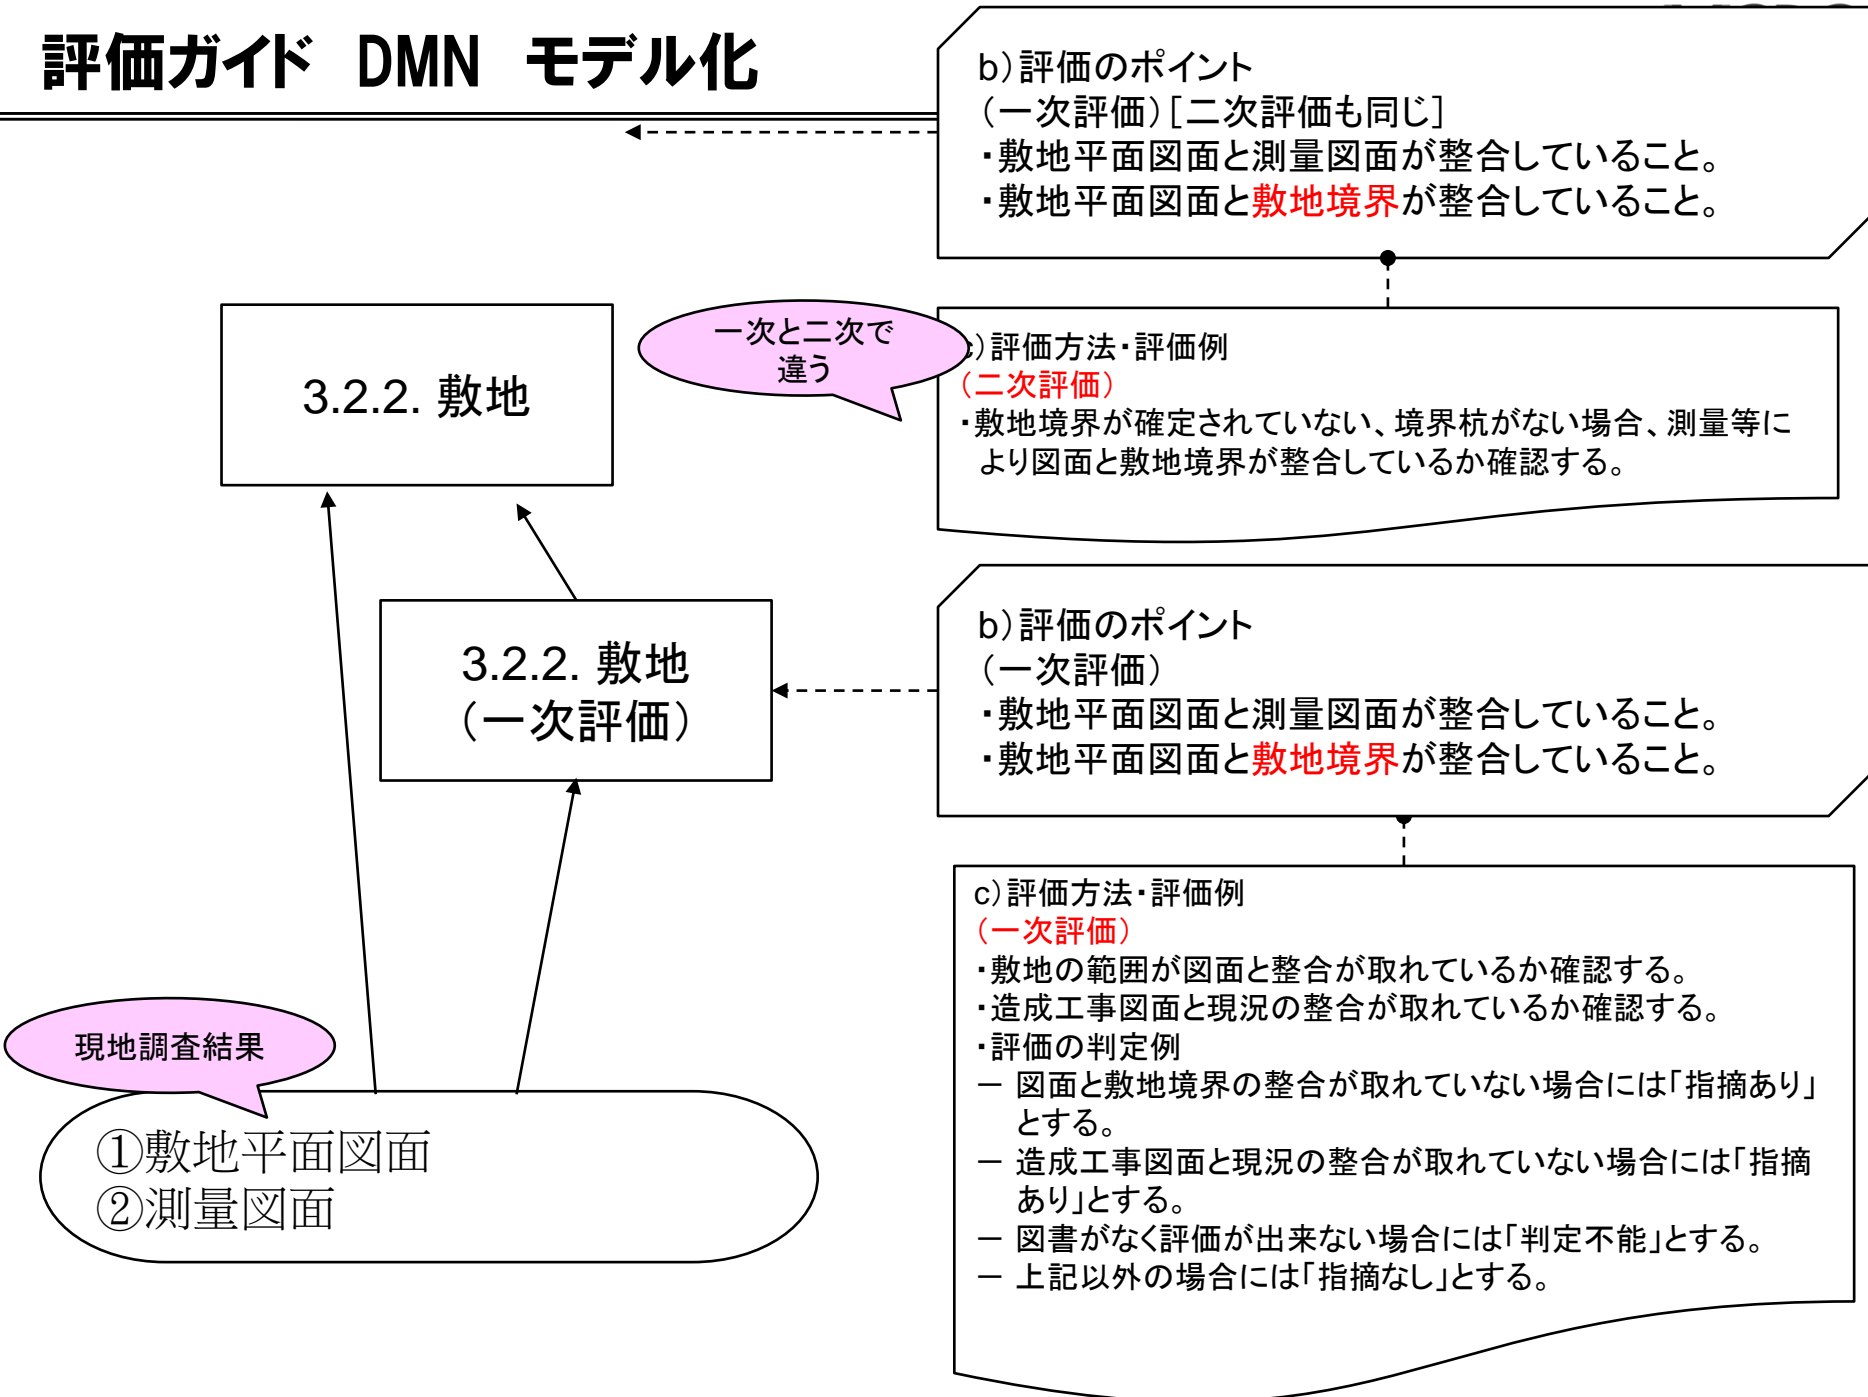 評価ガイド DMN モデル化
b)評価のポイント
(一次評価)[二次評価も同じ]
・敷地平面図面と測量図面が整合していること。
・敷地平面図面と敷地境界が整合していること。
一次と二次で
違う
)評価方法・評価例
(二次評価)
・敷地境界が確定されていない、境界杭がない場合、測量等に
より図面と敷地境界が整合しているか確認する。
3.2.2. 敷地
3.2.2. 敷地
(一次評価)
b)評価のポイント
(一次評価)
・敷地平面図面と測量図面が整合していること。
・敷地平面図面と敷地境界が整合していること。
c)評価方法・評価例
(一次評価)
・敷地の範囲が図面と整合が取れているか確認する。
・造成工事図面と現況の整合が取れているか確認する。
・評価の判定例
― 図面と敷地境界の整合が取れていない場合には「指摘あり」
とする。
― 造成工事図面と現況の整合が取れていない場合には「指摘
あり」とする。
― 図書がなく評価が出来ない場合には「判定不能」とする。
― 上記以外の場合には「指摘なし」とする。
現地調査結果
①敷地平面図面
②測量図面